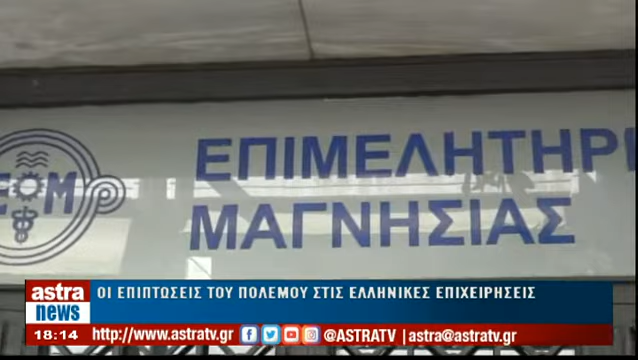 ΕΜ
ΕΠΙΜΕΛΗΤΗΡΙ
ΜΑΓΝΗΣΙΑΣ
astra
news
ΟΙ ΕΠΙΠΤΩΣΕΙΣ ΤΟΥ ΠΟΛΕΜΟΥ ΣΤΙΣ ΕΛΛΗΝΙΚΕΣ ΕΠΙΧΕΙΡΗΣΕΙΣ
18:14 http://www.astratv.gr @ASTRATV | astra@astratv.gr